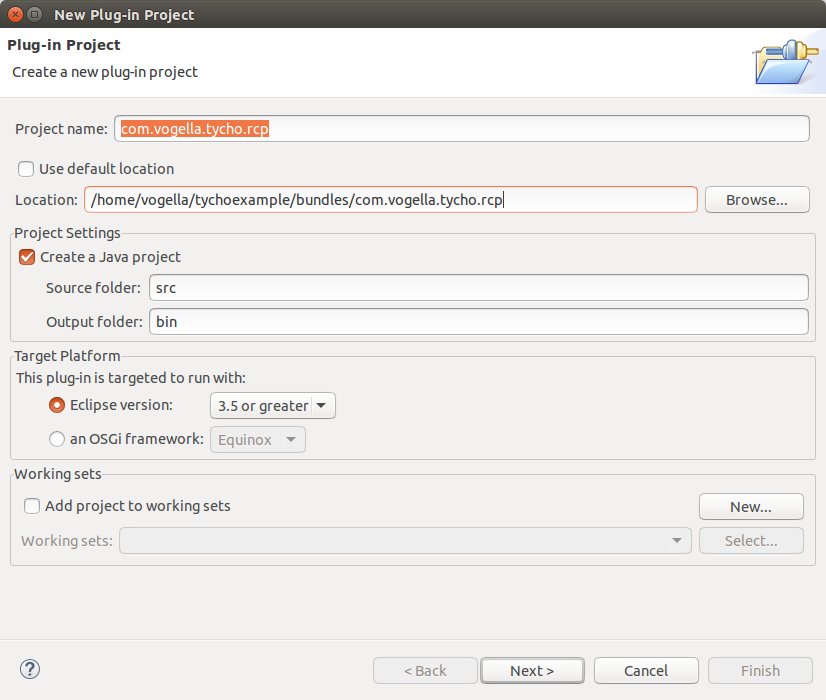 New Plug-in Project
Plug-in Project
Create a new plug-in project
Project name: com.vogella.tycho.rcp
Use default location
Location: /home/vogella/tychoexample/bundles/com.vogella.tycho.rcp Browse...
Project Settings
Create a Java project
Source folder: src
Output folder: bin
Target Platform
This plug-in is targeted to run with:
Eclipse version: 3.5 or greater
an OSGi framework: Equinox
Working sets
Add project to working sets New...
Working sets: Select...
? < Back Next > Cancel Finish